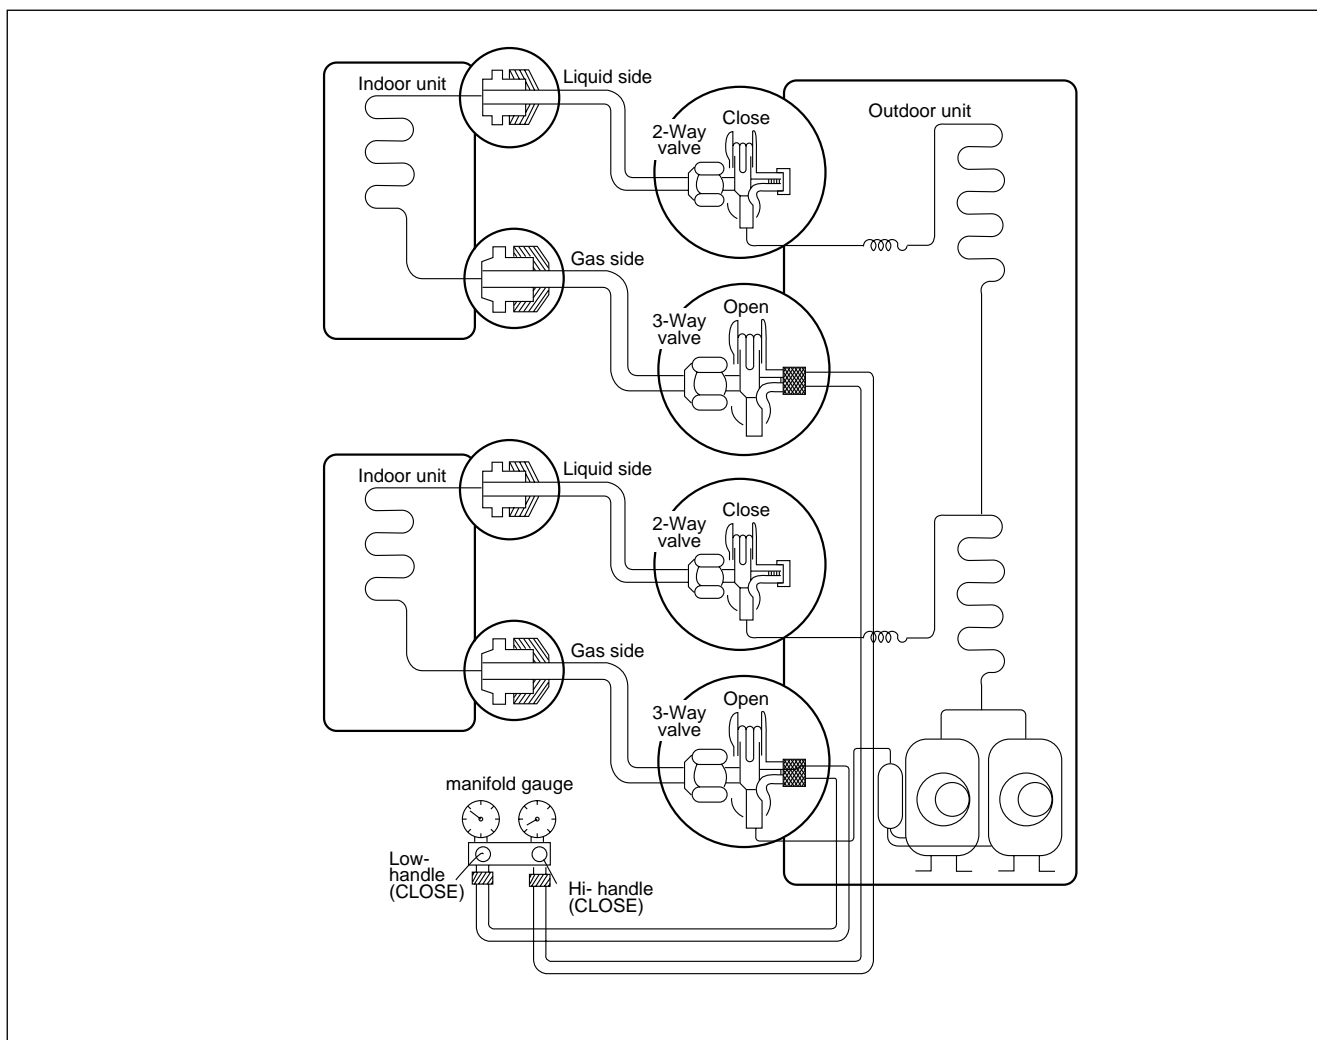 Indoor unit
Liquid side
2-Way
valve
Close
Outdoor unit
Gas side
3-Way
valve
Open
Indoor unit
Liquid side
2-Way
valve
Close
Gas side
3-Way
valve
Open
manifold gauge
Low-
handle
(CLOSE)
Hi- handle
(CLOSE)